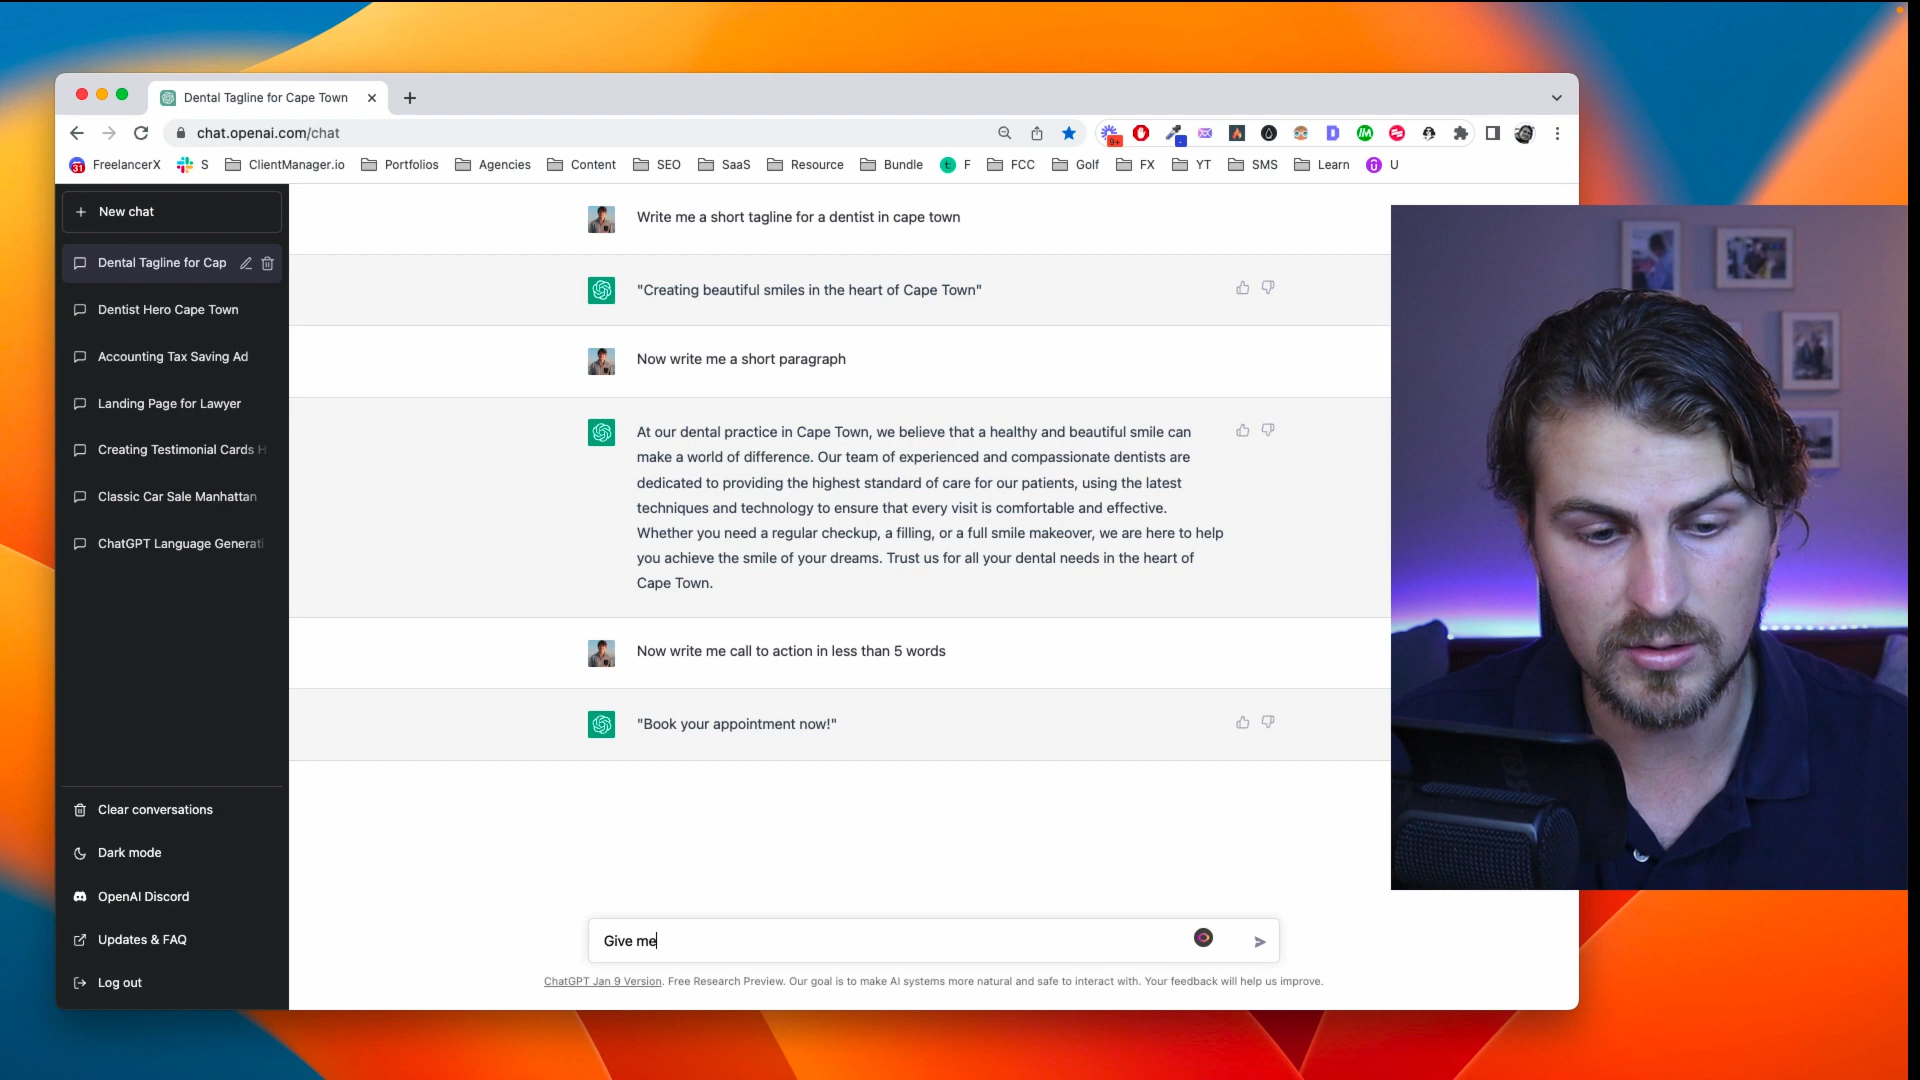 Dental Tagline for Cape Town
chat.openai.com/chat
9+
31 FreelancerX S ClientManager.io Portfolios Agencies Content SEO SaaS Resource Bundle F FCC Golf FX YT SMS Learn U
New chat
Dental Tagline for Cap
Dentist Hero Cape Town
Accounting Tax Saving Ad
Landing Page for Lawyer
Creating Testimonial Cards H
Classic Car Sale Manhattan
ChatGPT Language Generati
Clear conversations
Dark mode
OpenAI Discord
Updates & FAQ
Log out
Write me a short tagline for a dentist in cape town
"Creating beautiful smiles in the heart of Cape Town"
Now write me a short paragraph
At our dental practice in Cape Town, we believe that a healthy and beautiful smile can
make a world of difference. Our team of experienced and compassionate dentists are
dedicated to providing the highest standard of care for our patients, using the latest
techniques and technology to ensure that every visit is comfortable and effective.
Whether you need a regular checkup, a filling, or a full smile makeover, we are here to help
you achieve the smile of your dreams. Trust us for all your dental needs in the heart of
Cape Town.
Now write me call to action in less than 5 words
"Book your appointment now!"
Give me
ChatGPT Jan 9 Version. Free Research Preview. Our goal is to make AI systems more natural and safe to interact with. Your feedback will help us improve.